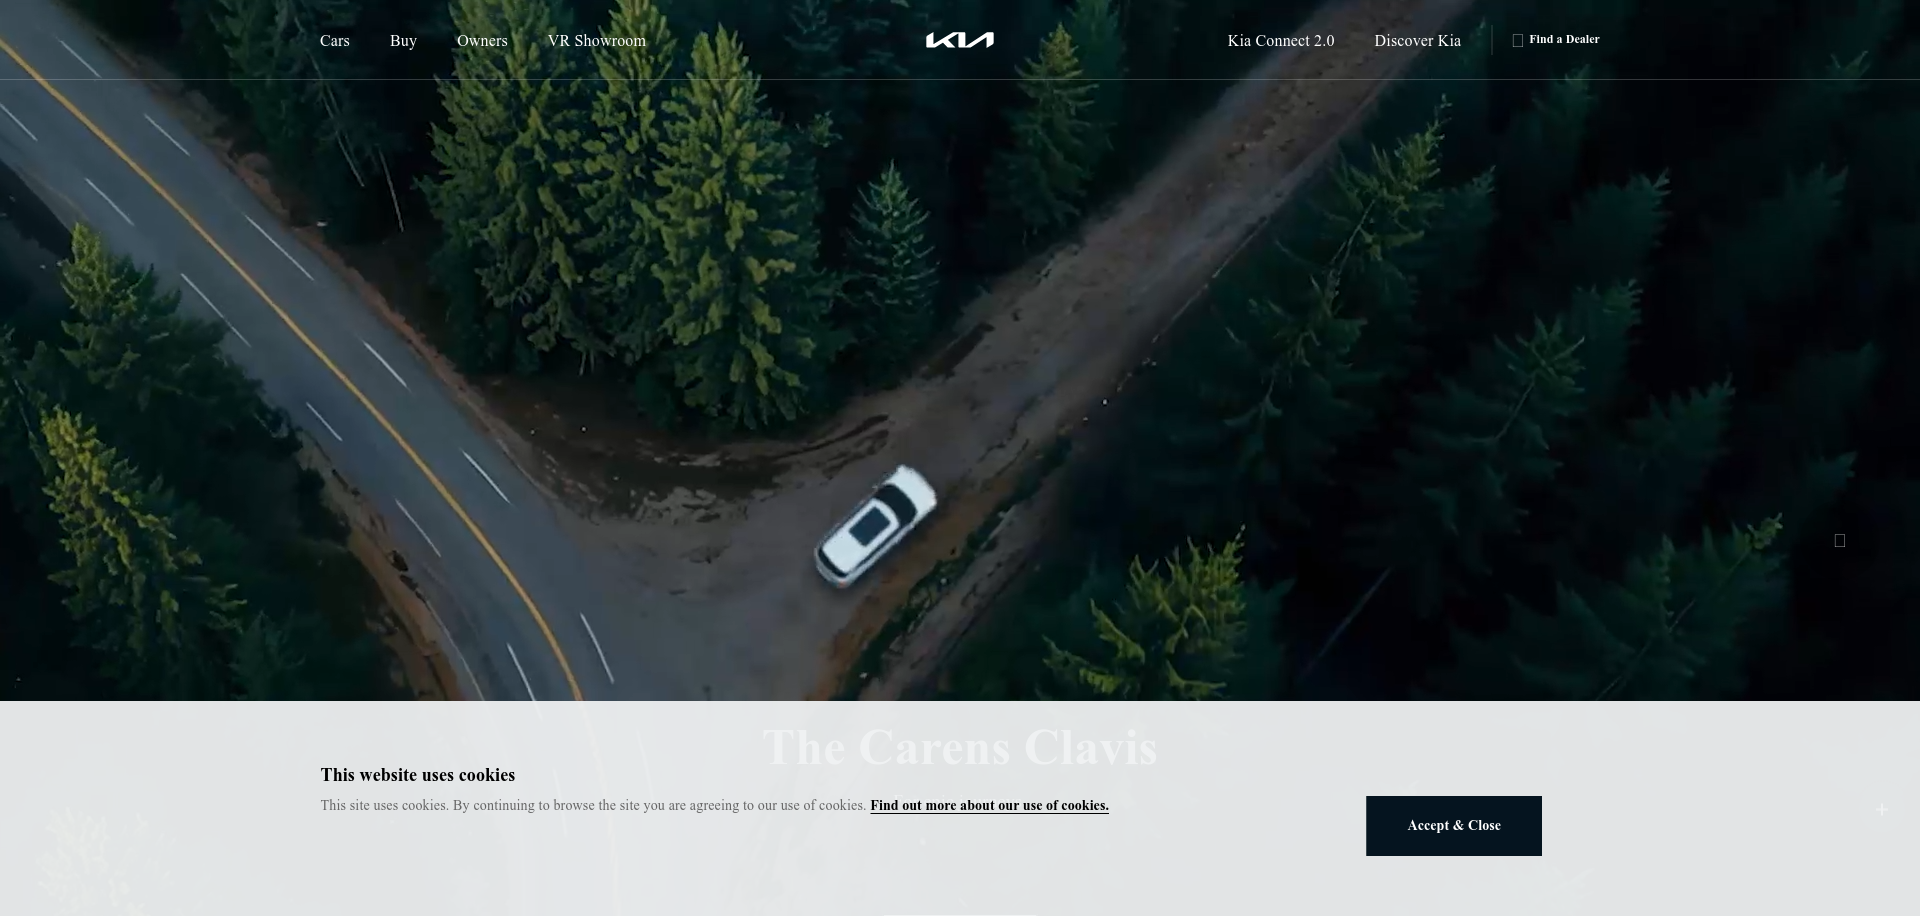 Cars Buy Owners VR Showroom KIA Kia Connect 2.0 Discover Kia Find a Dealer
The Carens Clavis
This website uses cookies
This site uses cookies. By continuing to browse the site you are agreeing to our use of cookies. Find out more about our use of cookies.
Accept & Close